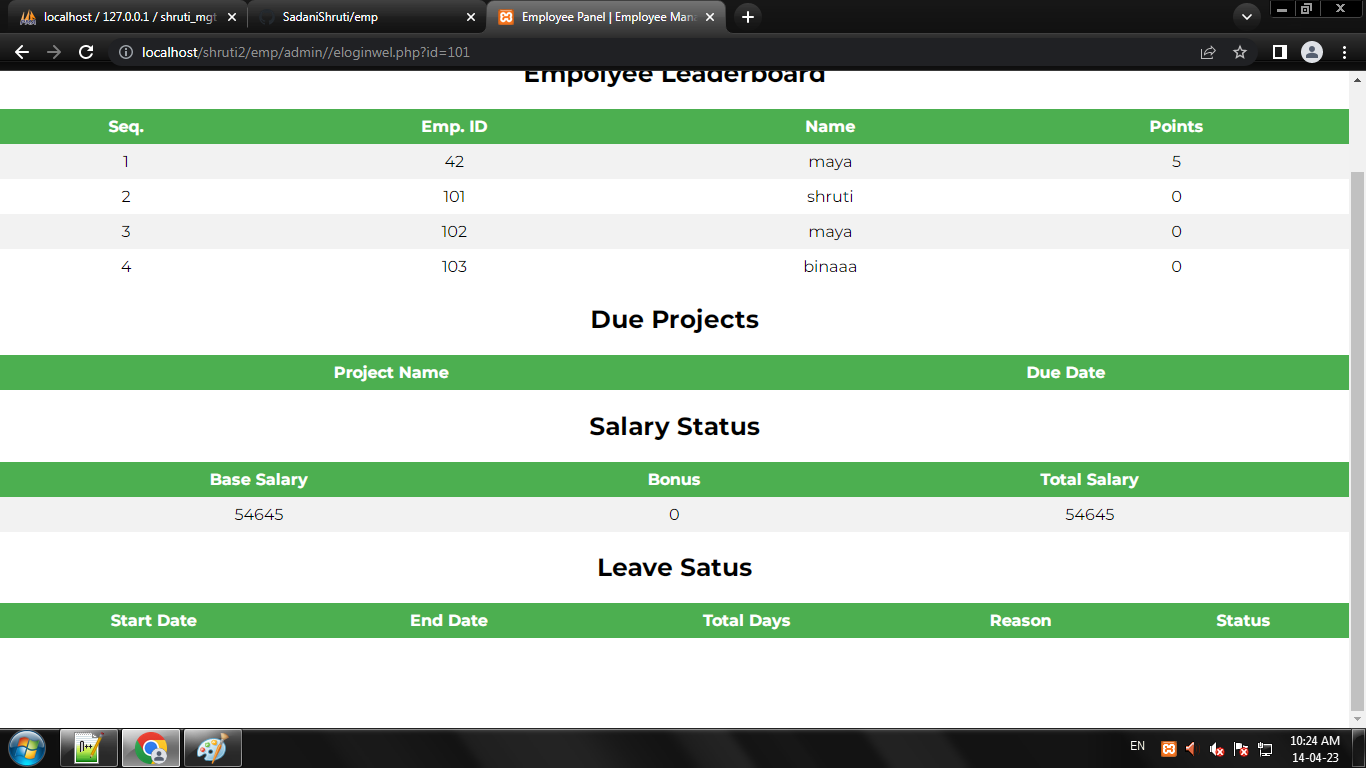 localhost / 127.0.0.1 / shruti_mgt
SadaniShruti/emp
Employee Panel | Employee Man
localhost/shruti2/emp/admin//eloginwel.php?id=101
Empolyee Leaderboard
Seq. Emp. ID Name Points
1 42 maya 5
2 101 shruti 0
3 102 maya 0
4 103 binaaa 0
Due Projects
Project Name Due Date
Salary Status
Base Salary Bonus Total Salary
54645 0 54645
Leave Satus
Start Date End Date Total Days Reason Status
EN
10:24 AM
14-04-23